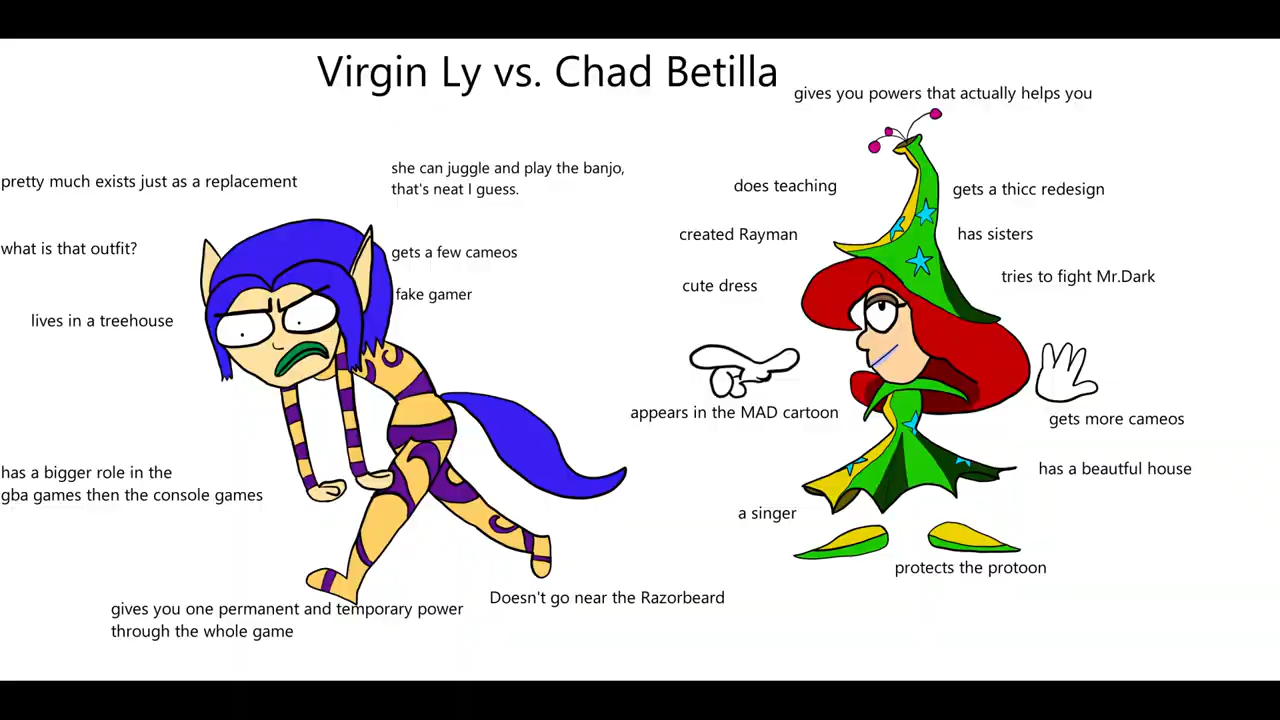 Virgin Ly vs. Chad Betilla
gives you powers that actually helps you
pretty much exists just as a replacement
she can juggle and play the banjo,
that's neat I guess.
does teaching
gets a thicc redesign
what is that outfit?
gets a few cameos
created Rayman
has sisters
fake gamer
cute dress
tries to fight Mr.Dark
lives in a treehouse
appears in the MAD cartoon
gets more cameos
has a bigger role in the
gba games then the console games
has a beautful house
a singer
protects the protoon
Doesn't go near the Razorbeard
gives you one permanent and temporary power
through the whole game